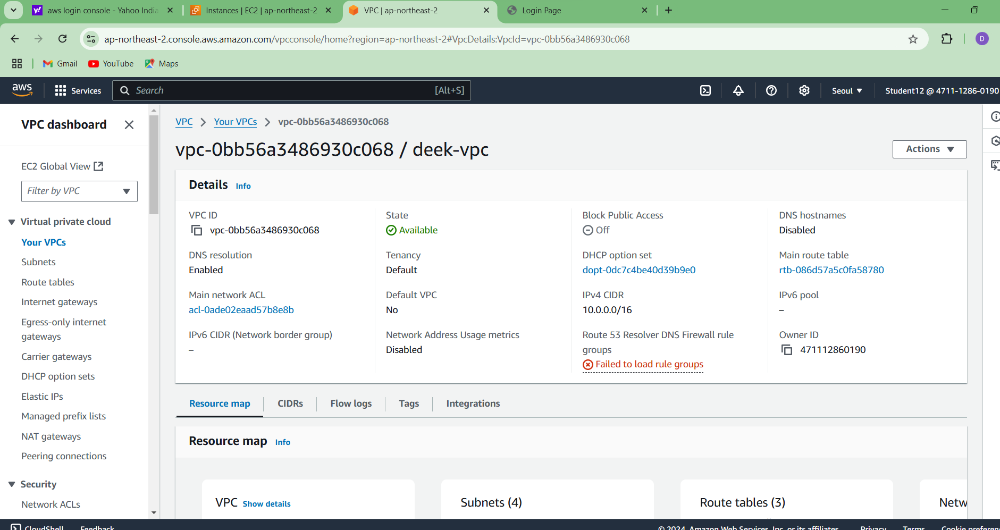 aws login console - Yahoo India
Instances | EC2 | ap-northeast-2
VPC | ap-northeast-2
Login Page
ap-northeast-2.console.aws.amazon.com/vpcconsole/home?region=ap-northeast-2#VpcDetails:VpcId=vpc-0bb56a3486930c068
D
Gmail
YouTube
Maps
aws
Services
Search
[Alt+S]
Seoul
Student12 @ 4711-1286-0190
VPC dashboard
EC2 Global View
Filter by VPC
Virtual private cloud
Your VPCs
Subnets
Route tables
Internet gateways
Egress-only internet
gateways
Carrier gateways
DHCP option sets
Elastic IPs
Managed prefix lists
NAT gateways
Peering connections
Security
Network ACLs
VPC > Your VPCs > vpc-0bb56a3486930c068
vpc-0bb56a3486930c068 / deek-vpc
Actions
Details Info
VPC ID
vpc-0bb56a3486930c068
State
Available
Block Public Access
Off
DNS hostnames
Disabled
DNS resolution
Enabled
Tenancy
Default
DHCP option set
dopt-0dc7c4be40d39b9e0
Main route table
rtb-086d57a5c0fa58780
Main network ACL
acl-0ade02eaad57b8e8b
Default VPC
No
IPv4 CIDR
10.0.0.0/16
IPv6 pool
–
IPv6 CIDR (Network border group)
–
Network Address Usage metrics
Disabled
Route 53 Resolver DNS Firewall rule
groups
Failed to load rule groups
Owner ID
471112860190
Resource map
CIDRs
Flow logs
Tags
Integrations
Resource map Info
VPC Show details
Subnets (4)
Route tables (3)
Netw
CloudShell
Feedback
© 2024, Amazon Web Services, Inc. or its affiliates.
Privacy
Terms
Cookie preferen